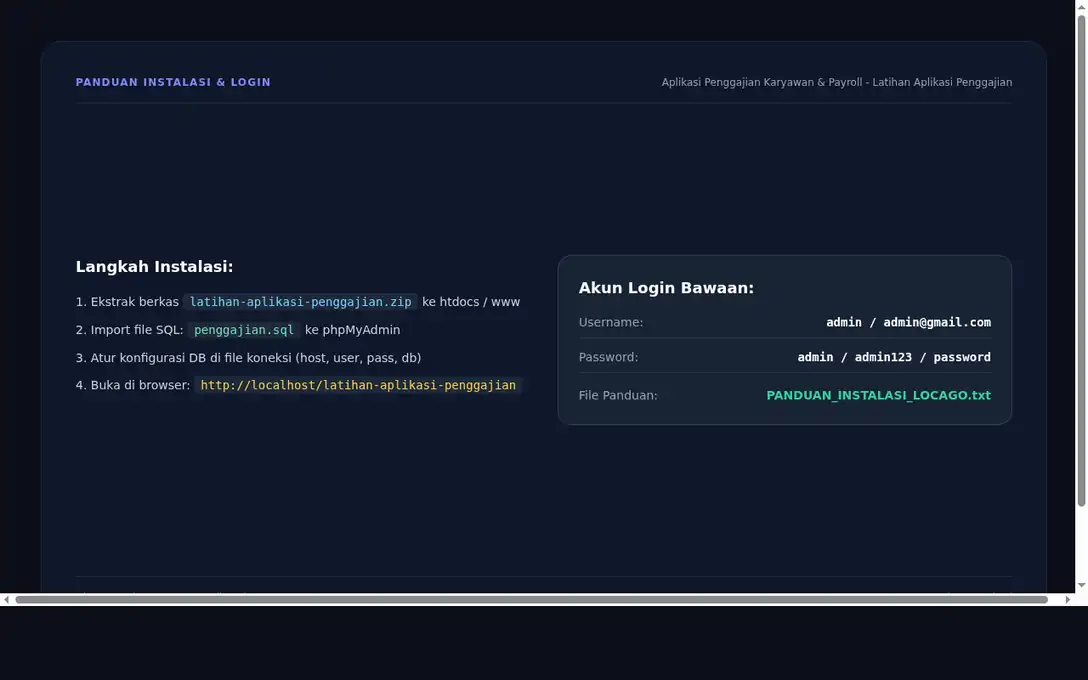 PANDUAN INSTALASI & LOGIN
Aplikasi Penggajian Karyawan & Payroll - Latihan Aplikasi Penggajian
Langkah Instalasi:
1. Ekstrak berkas latihan-aplikasi-penggajian.zip ke htdocs / www
2. Import file SQL: penggajian.sql ke phpMyAdmin
3. Atur konfigurasi DB di file koneksi (host, user, pass, db)
4. Buka di browser: http://localhost/latihan-aplikasi-penggajian
Akun Login Bawaan:
Username: admin / admin@gmail.com
Password: admin / admin123 / password
File Panduan: PANDUAN_INSTALASI_LOCAGO.txt